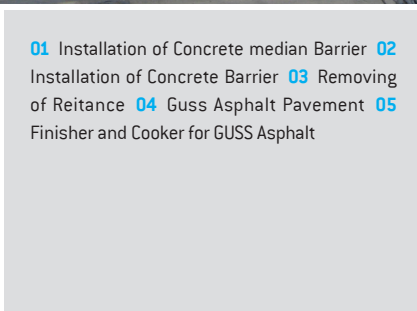 01 Installation of Concrete median Barrier 02
Installation of Concrete Barrier 03 Removing
of Reitance 04 Guss Asphalt Pavement 05
Finisher and Cooker for GUSS Asphalt